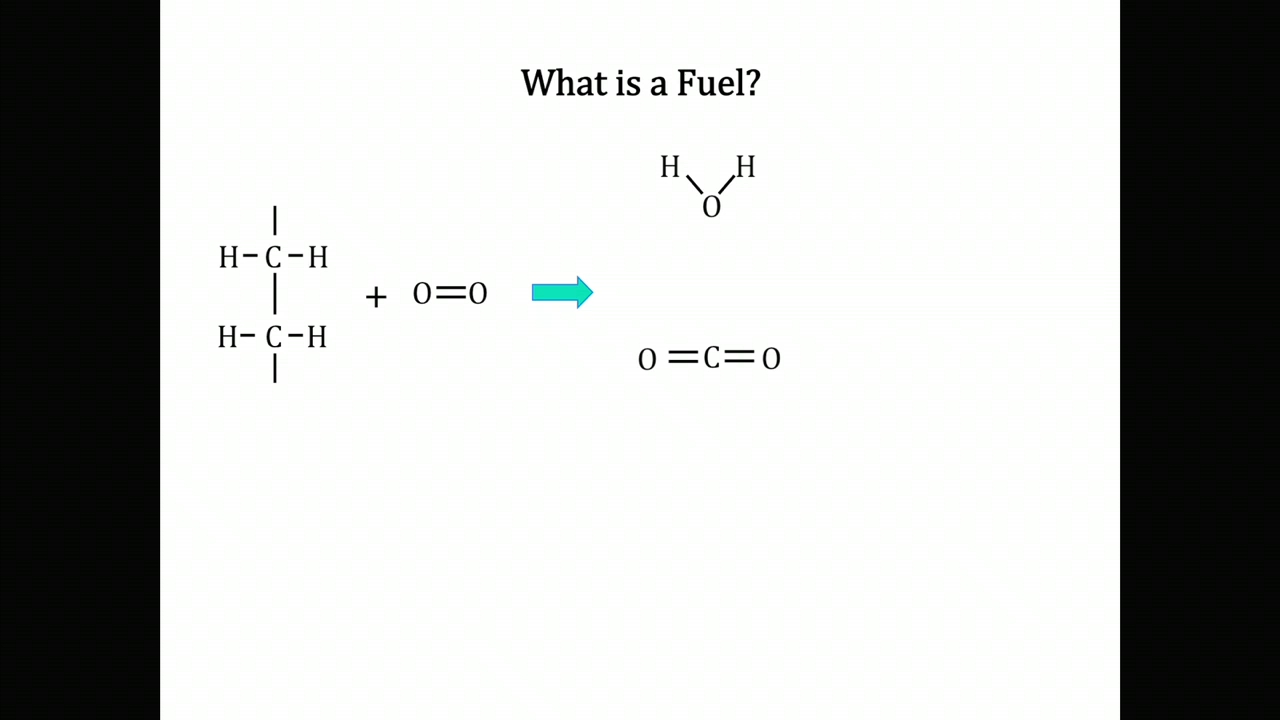 What is a Fuel?
H H
O
H-C-H
+ O=O
H-C-H
O=C=O